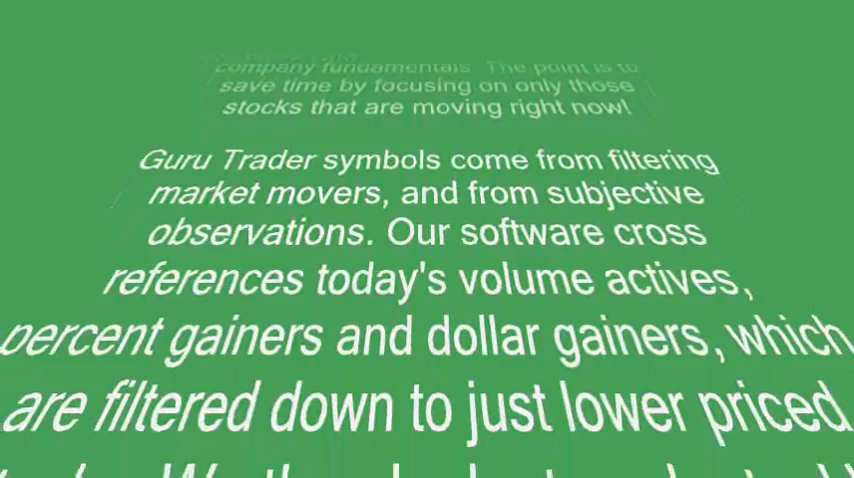 company fundamentals. The point is to
save time by focusing on only those
stocks that are moving right now!
Guru Trader symbols come from filtering
market movers, and from subjective
observations. Our software cross
references today's volume actives,
percent gainers and dollar gainers, which
are filtered down to just lower priced